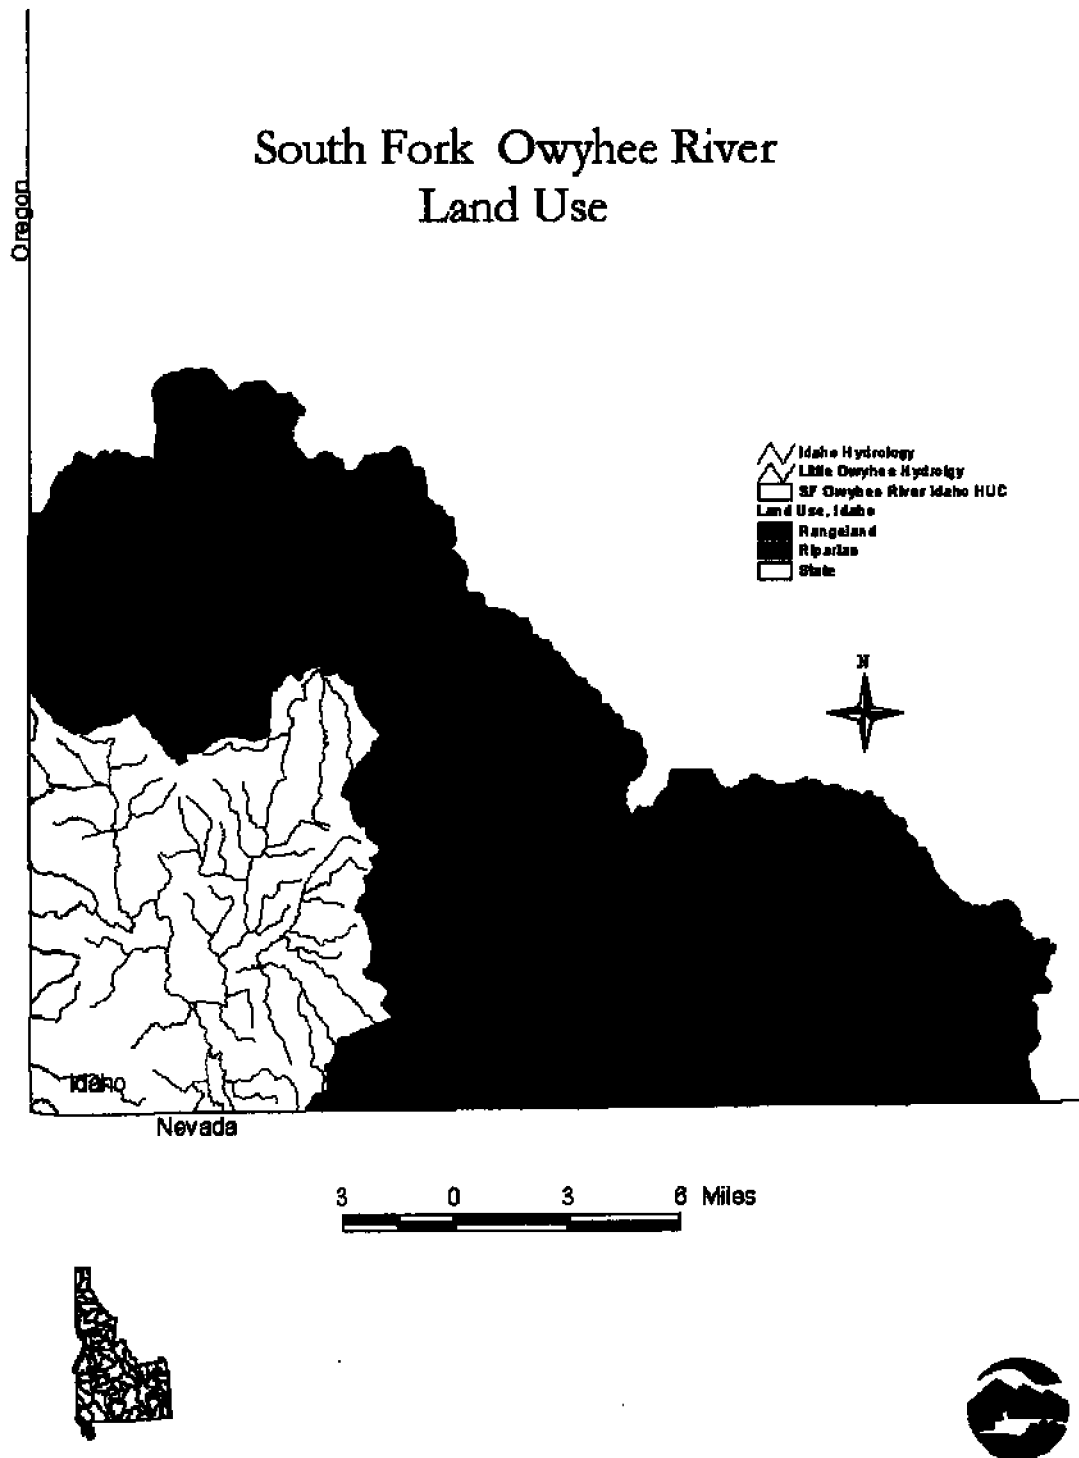 South Fork Owyhee River
Land Use
Oregon
Idaho Hydrology
Little Owyhee Hydrolgy
SF Owyhee River Idaho HUC
Land Use, Idaho
Rangeland
Riparian
State
N
Idaho
Nevada
3 0 3 6 Miles